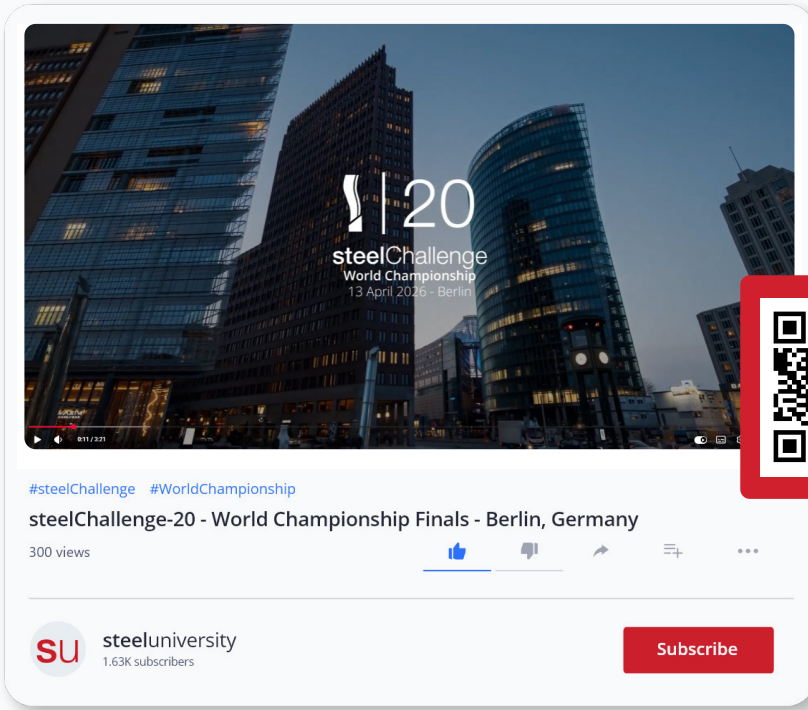 20
steelChallenge
World Championship
13 April 2026 - Berlin
0:11 / 3:21
#steelChallenge #WorldChampionship
steelChallenge-20 - World Championship Finals - Berlin, Germany
300 views
su
steeluniversity
1.63K subscribers
Subscribe